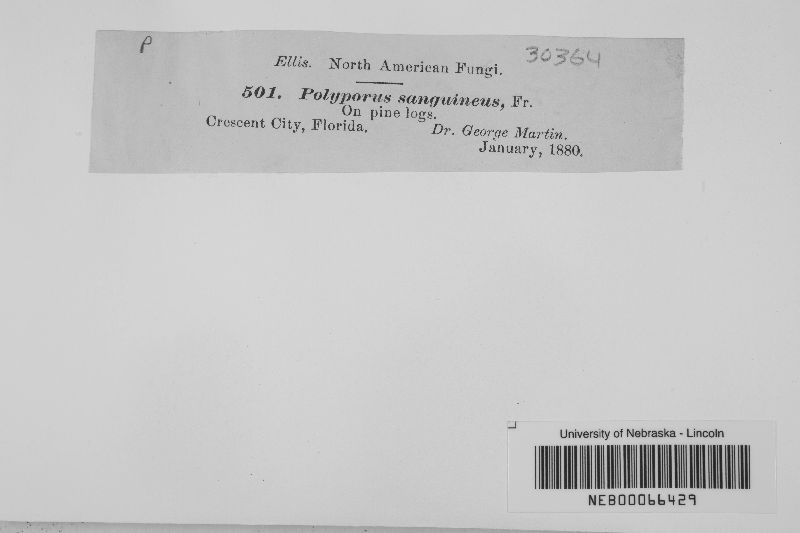 P
30364
Ellis. North American Fungi.
501. Polyporus sanguineus, Fr.
On pine logs.
Crescent City, Florida. Dr. George Martin.
January, 1880.
University of Nebraska - Lincoln
NEB00066429